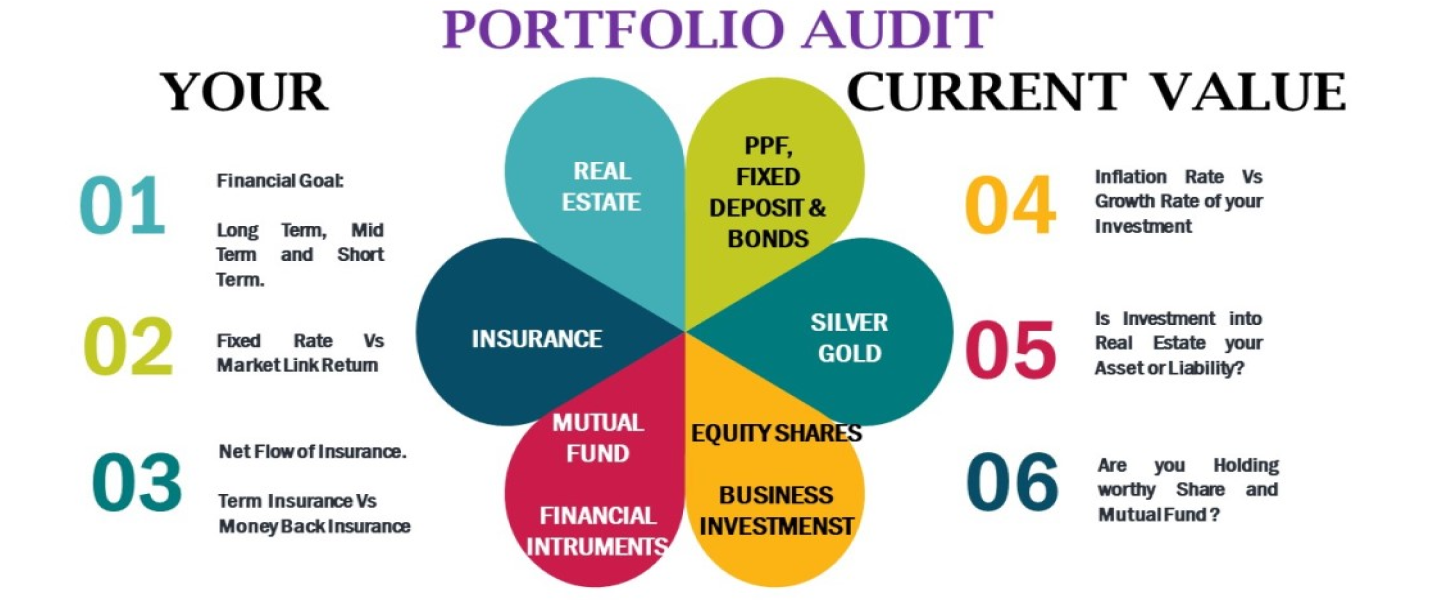 PORTFOLIO AUDIT
YOUR
CURRENT VALUE
01
Financial Goal:
Long Term, Mid
Term and Short
Term.
02
Fixed Rate Vs
Market Link Return
03
Net Flow of Insurance.
Term Insurance Vs
Money Back Insurance
REAL
ESTATE
PPF,
FIXED
DEPOSIT &
BONDS
INSURANCE
SILVER
GOLD
MUTUAL
FUND
FINANCIAL
INTRUMENTS
EQUITY SHARES
BUSINESS
INVESTMENST
04
Inflation Rate Vs
Growth Rate of your
Investment
05
Is Investment into
Real Estate your
Asset or Liability?
06
Are you Holding
worthy Share and
Mutual Fund ?